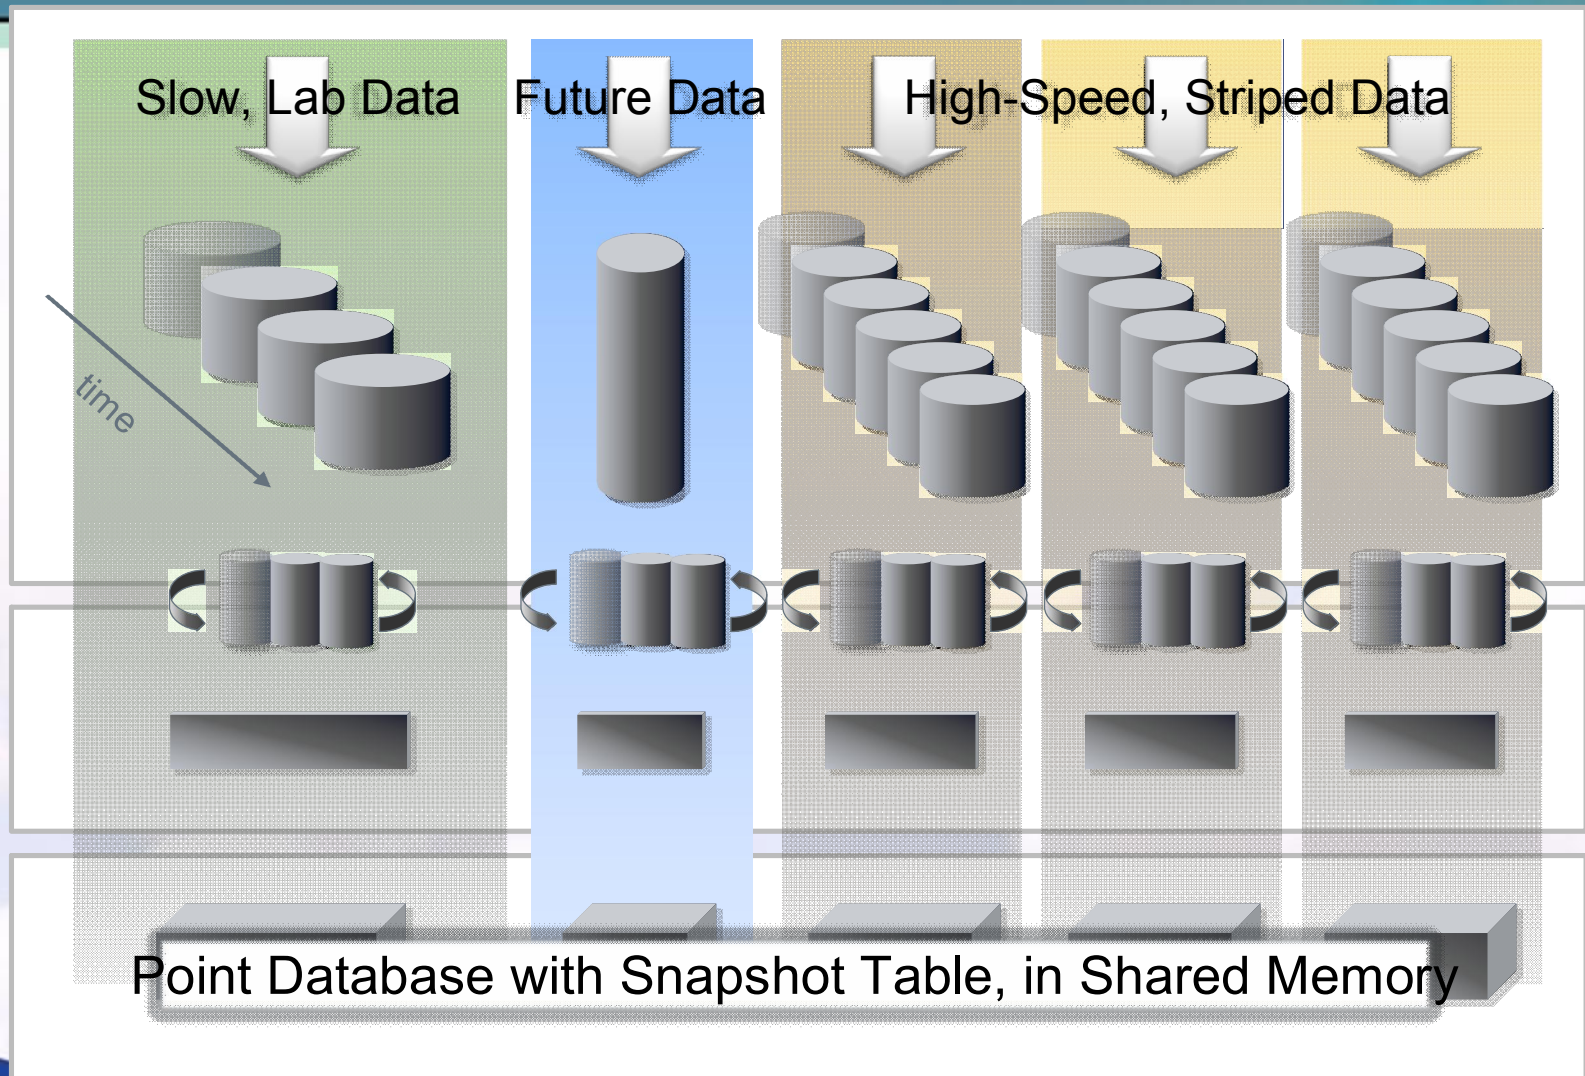 Slow, Lab Data
Future Data
High-Speed, Striped Data
time
Point Database with Snapshot Table, in Shared Memory